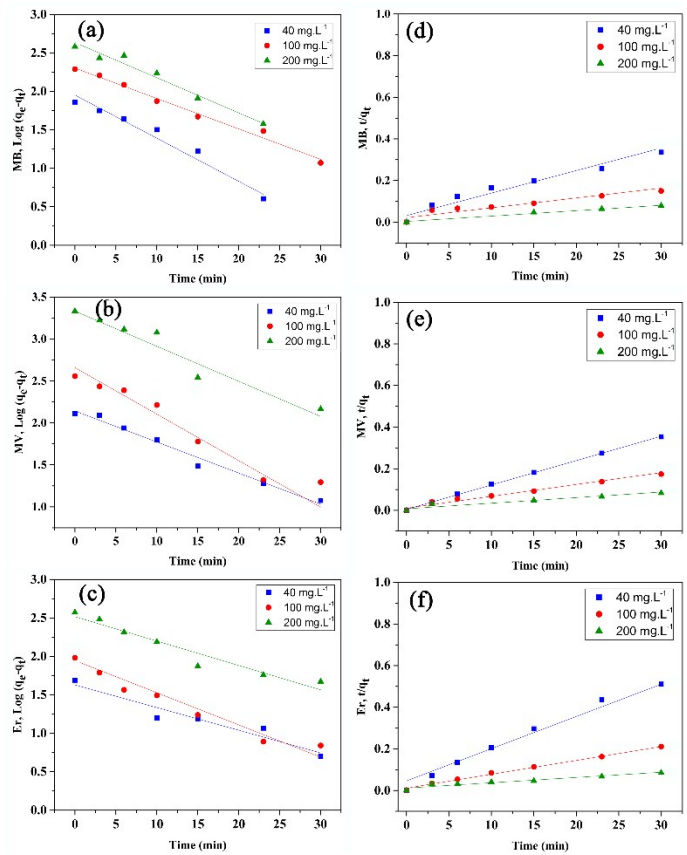 (a)
40 mg.L⁻¹
100 mg.L⁻¹
200 mg.L⁻¹
MB, Log (qₑ-qₜ)
3.0
2.5
2.0
1.5
1.0
0.5
0.0
0 5 10 15 20 25 30
Time (min)
(d)
40 mg.L⁻¹
100 mg.L⁻¹
200 mg.L⁻¹
MB, t/qₜ
1.0
0.8
0.6
0.4
0.2
0.0
0 5 10 15 20 25 30
Time (min)
(b)
40 mg.L⁻¹
100 mg.L⁻¹
200 mg.L⁻¹
MV, Log (qₑ-qₜ)
3.5
3.0
2.5
2.0
1.5
1.0
0 5 10 15 20 25 30
Time (min)
(e)
40 mg.L⁻¹
100 mg.L⁻¹
200 mg.L⁻¹
MV, t/qₜ
1.0
0.8
0.6
0.4
0.2
0.0
0 5 10 15 20 25 30
Time (min)
(c)
40 mg.L⁻¹
100 mg.L⁻¹
200 mg.L⁻¹
Er, Log (qₑ-qₜ)
3.0
2.5
2.0
1.5
1.0
0.5
0.0
0 5 10 15 20 25 30
Time (min)
(f)
40 mg.L⁻¹
100 mg.L⁻¹
200 mg.L⁻¹
Er, t/qₜ
1.0
0.8
0.6
0.4
0.2
0.0
0 5 10 15 20 25 30
Time (min)